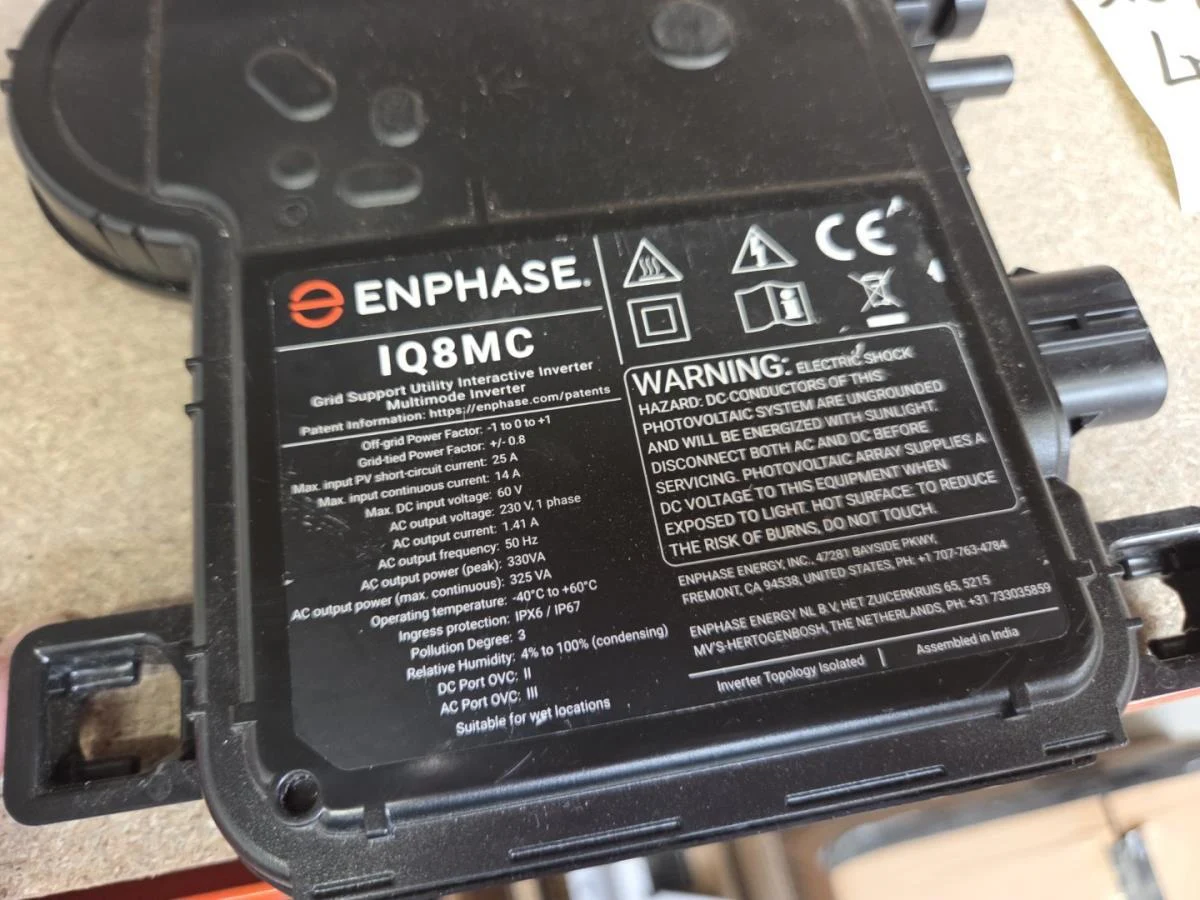 ENPHASE.
IQ8MC
Grid Support Utility Interactive Inverter
Multimode Inverter
Patent Information: https://enphase.com/patents
Off-grid Power Factor: -1 to 0 to +1
Grid-tied Power Factor: +/- 0.8
Max. input PV short-circuit current: 25 A
Max. input continuous current: 14 A
Max. DC input voltage: 60 V
AC output voltage: 230 V, 1 phase
AC output current: 1.41 A
AC output frequency: 50 Hz
AC output power (peak): 330VA
AC output power (max. continuous): 325 VA
Operating temperature: -40°C to +60°C
Ingress protection: IPX6 / IP67
Pollution Degree: 3
Relative Humidity: 4% to 100% (condensing)
DC Port OVC: II
AC Port OVC: III
Suitable for wet locations
CE
WARNING: ELECTRIC SHOCK
HAZARD: DC-CONDUCTORS OF THIS
PHOTOVOLTAIC SYSTEM ARE UNGROUNDED
AND WILL BE ENERGIZED WITH SUNLIGHT.
DISCONNECT BOTH AC AND DC BEFORE
SERVICING. PHOTOVOLTAIC ARRAY SUPPLIES A
DC VOLTAGE TO THIS EQUIPMENT WHEN
EXPOSED TO LIGHT. HOT SURFACE: TO REDUCE
THE RISK OF BURNS, DO NOT TOUCH.
ENPHASE ENERGY, INC., 47281 BAYSIDE PKWY,
FREMONT, CA 94538, UNITED STATES, PH: +1 707-763-4784
ENPHASE ENERGY NL B.V, HET ZUICERKRUIS 65, 5215
MV'S-HERTOGENBOSH, THE NETHERLANDS, PH: +31 733035859
Inverter Topology Isolated | Assembled in India